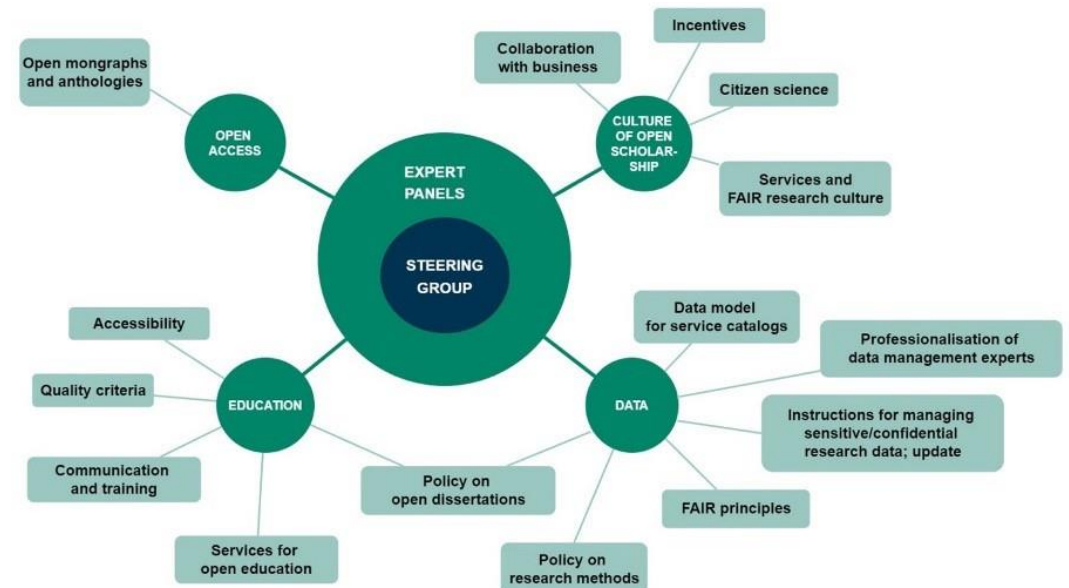 Open mongraphs
and anthologies
OPEN
ACCESS
Collaboration
with business
Incentives
Citizen science
CULTURE
OF OPEN
SCHOLAR-
SHIP
Services and
FAIR research culture
EXPERT
PANELS
STEERING
GROUP
Accessibility
Quality criteria
EDUCATION
Communication
and training
Services for
open education
Policy on
open dissertations
DATA
Data model
for service catalogs
Professionalisation of
data management experts
Instructions for managing
sensitive/confidential
research data; update
FAIR principles
Policy on
research methods